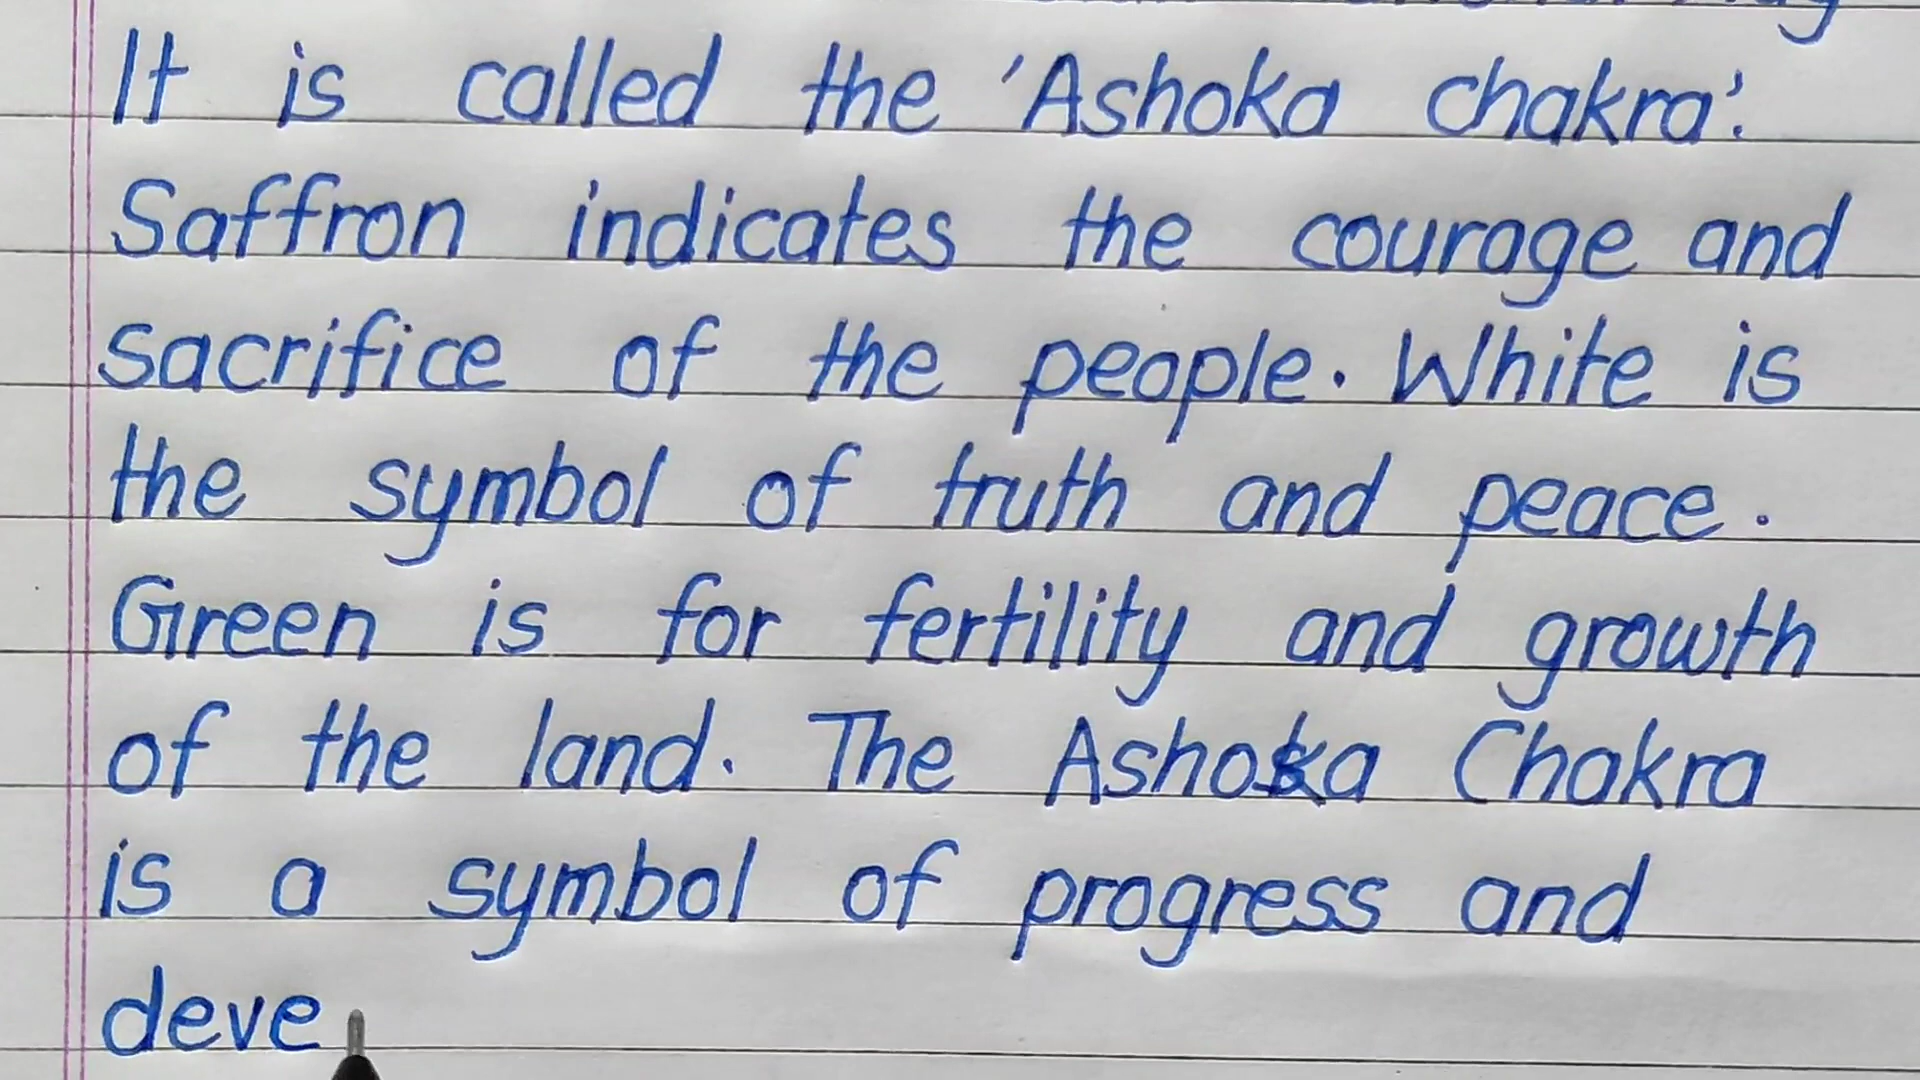 It is called the 'Ashoka chakra'.
Saffron indicates the courage and
sacrifice of the people. White is
the symbol of truth and peace.
Green is for fertility and growth
of the land. The Ashoka Chakra
is a symbol of progress and
deve